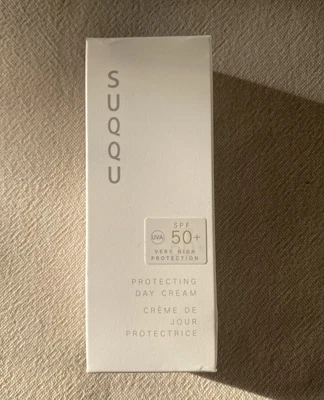 SUQQU
UVA
SPF
50+
VERY HIGH
PROTECTION
PROTECTING
DAY CREAM
CRÈME DE
JOUR
PROTECTRICE